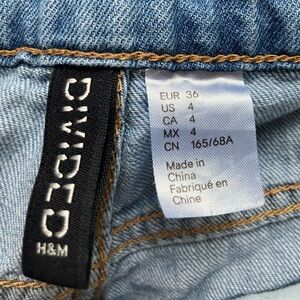 DIVIDED
H&M
EUR 36
US 4
CA 4
MX 4
CN 165/68A
Made in
China
Fabriqué en
Chine